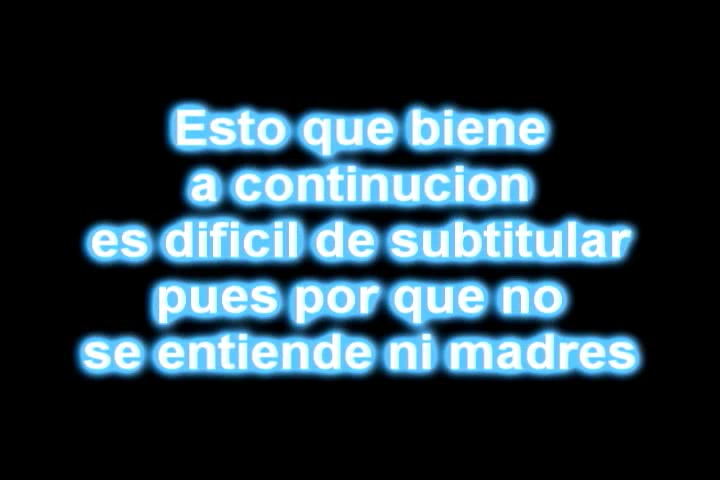 Esto que biene
a continucion
es dificil de subtitular
pues por que no
se entiende ni madres